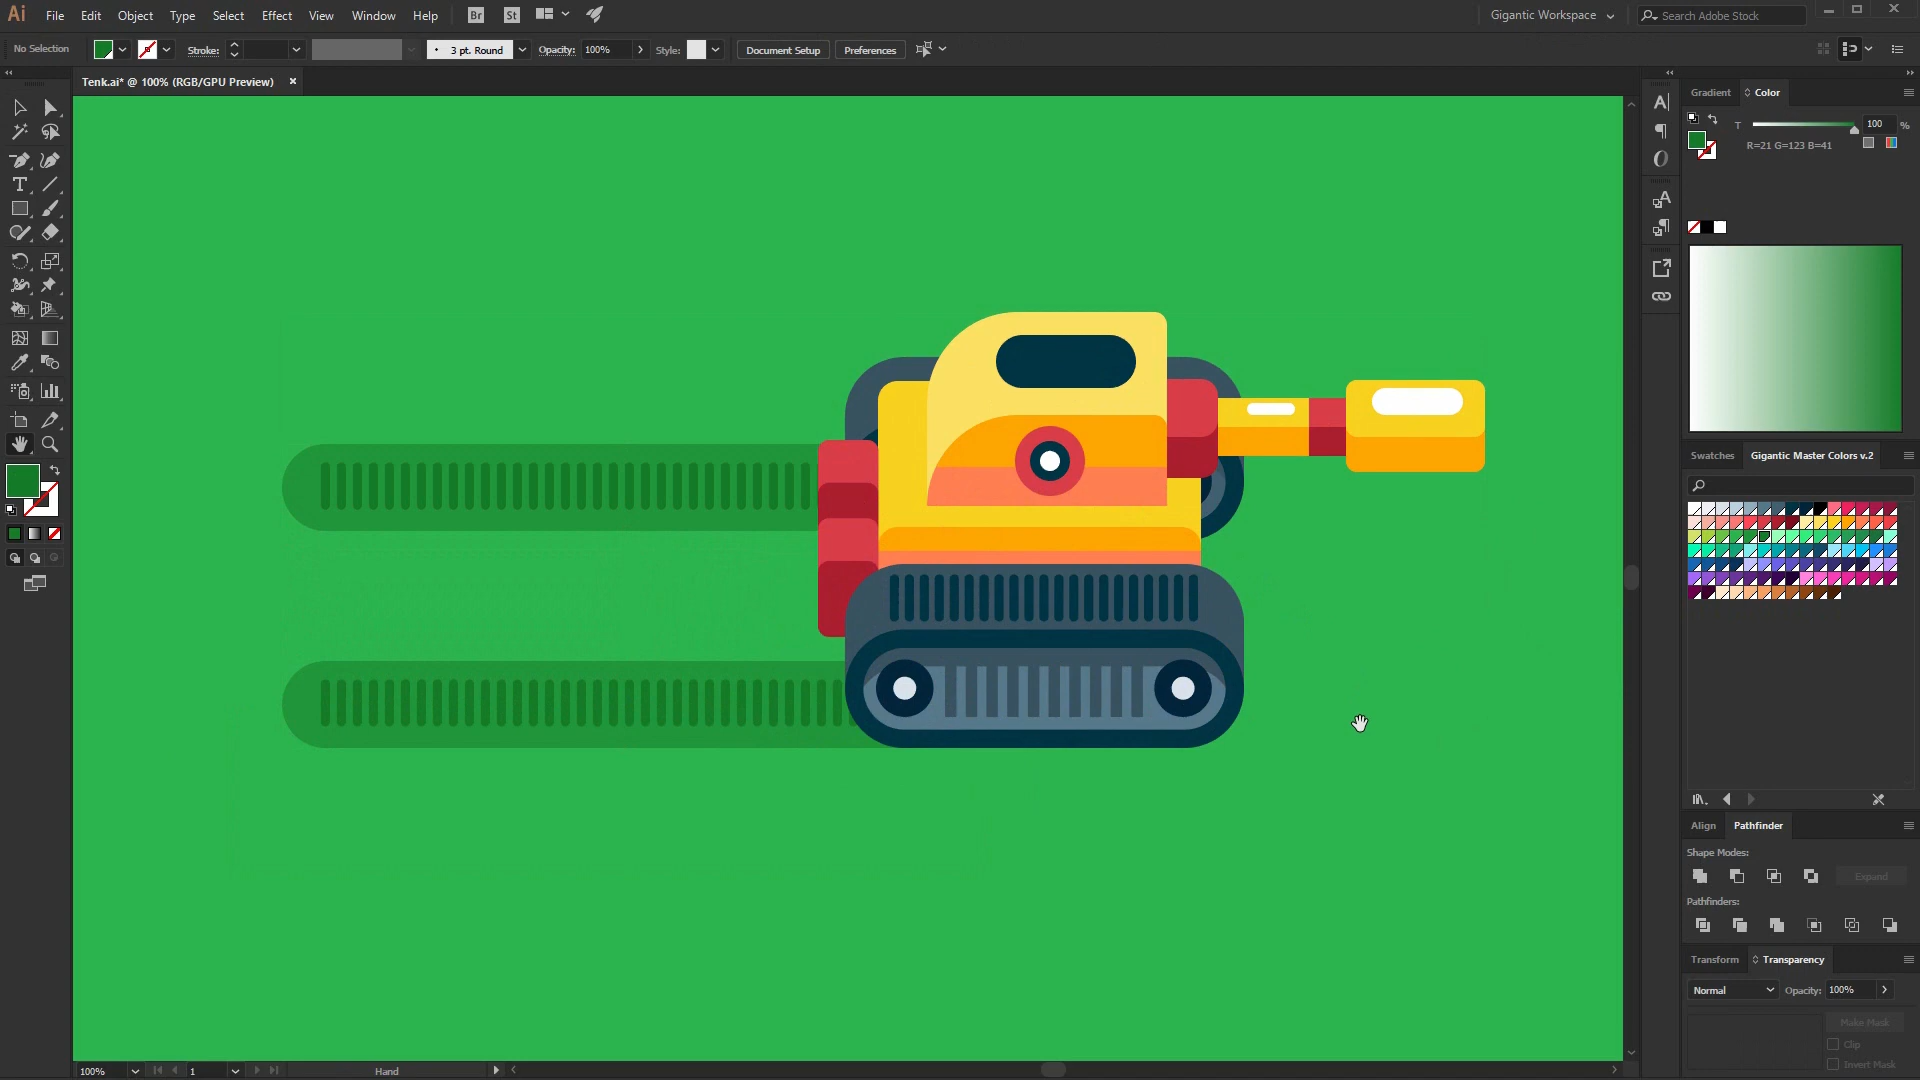 Ai File Edit Object Type Select Effect View Window Help Br St Gigantic Workspace Search Adobe Stock
No Selection Stroke: 3 pt. Round Opacity: 100% Style: Document Setup Preferences
Tenk.ai* @ 100% (RGB/GPU Preview)
Gradient Color
T 100 %
R=21 G=123 B=41
Swatches Gigantic Master Colors v.2
Align Pathfinder
Shape Modes:
Expand
Pathfinders:
Transform Transparency
Normal Opacity: 100%
Make Mask
Clip
Invert Mask
100% 1 Hand